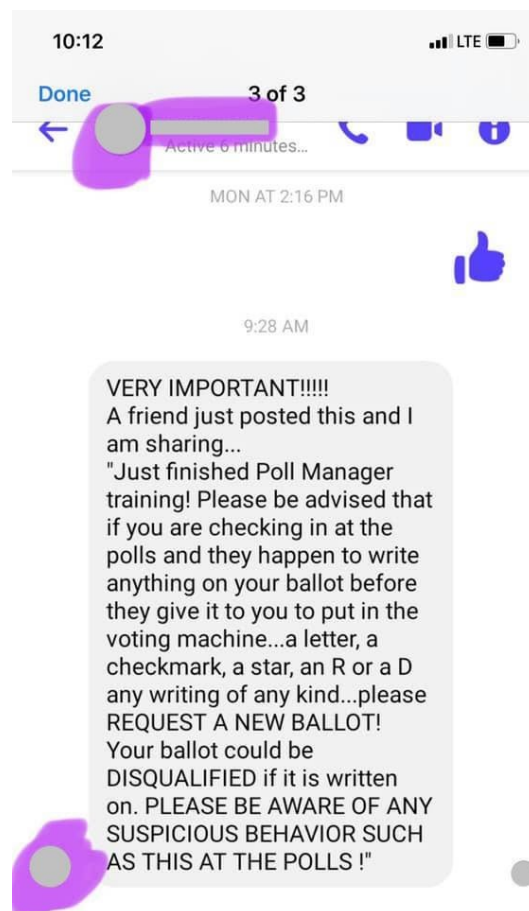 10:12 LTE
Done 3 of 3
Active 6 minutes...
MON AT 2:16 PM
9:28 AM
VERY IMPORTANT!!!!!
A friend just posted this and I
am sharing...
"Just finished Poll Manager
training! Please be advised that
if you are checking in at the
polls and they happen to write
anything on your ballot before
they give it to you to put in the
voting machine...a letter, a
checkmark, a star, an R or a D
any writing of any kind...please
REQUEST A NEW BALLOT!
Your ballot could be
DISQUALIFIED if it is written
on. PLEASE BE AWARE OF ANY
SUSPICIOUS BEHAVIOR SUCH
AS THIS AT THE POLLS !"